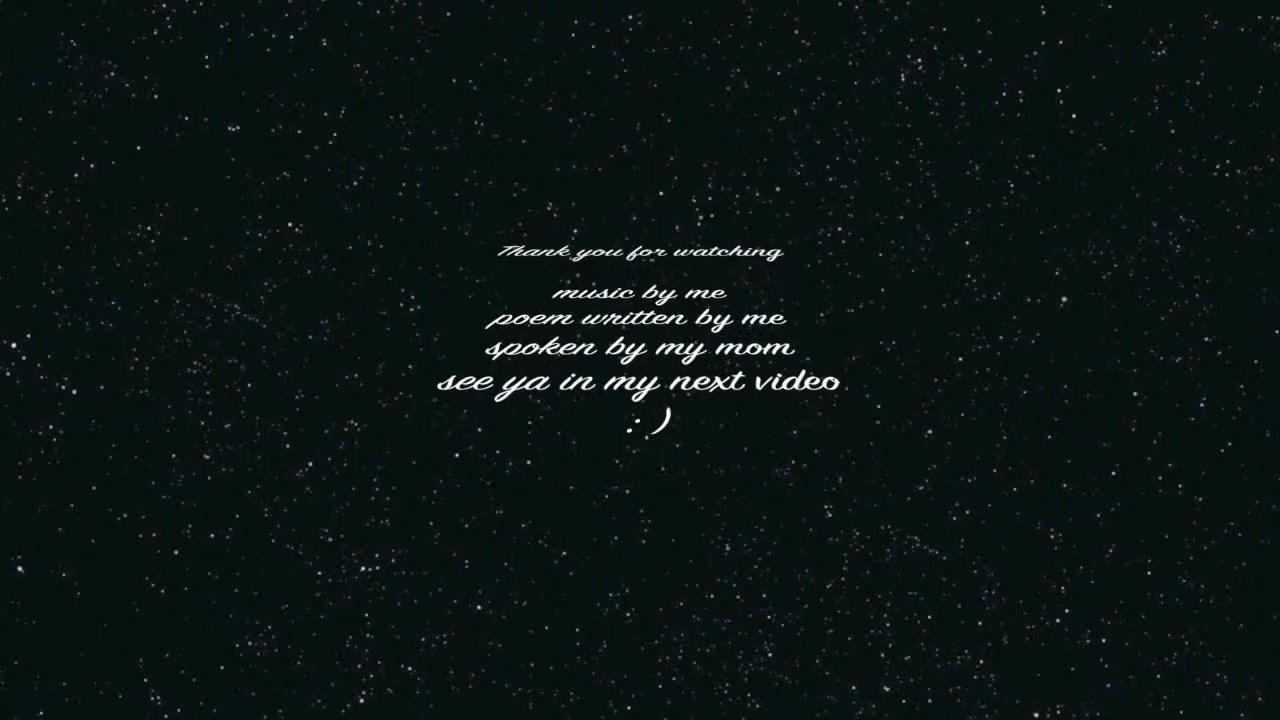 Thank you for watching
music by me
poem written by me
spoken by my mom
see ya in my next video
: )